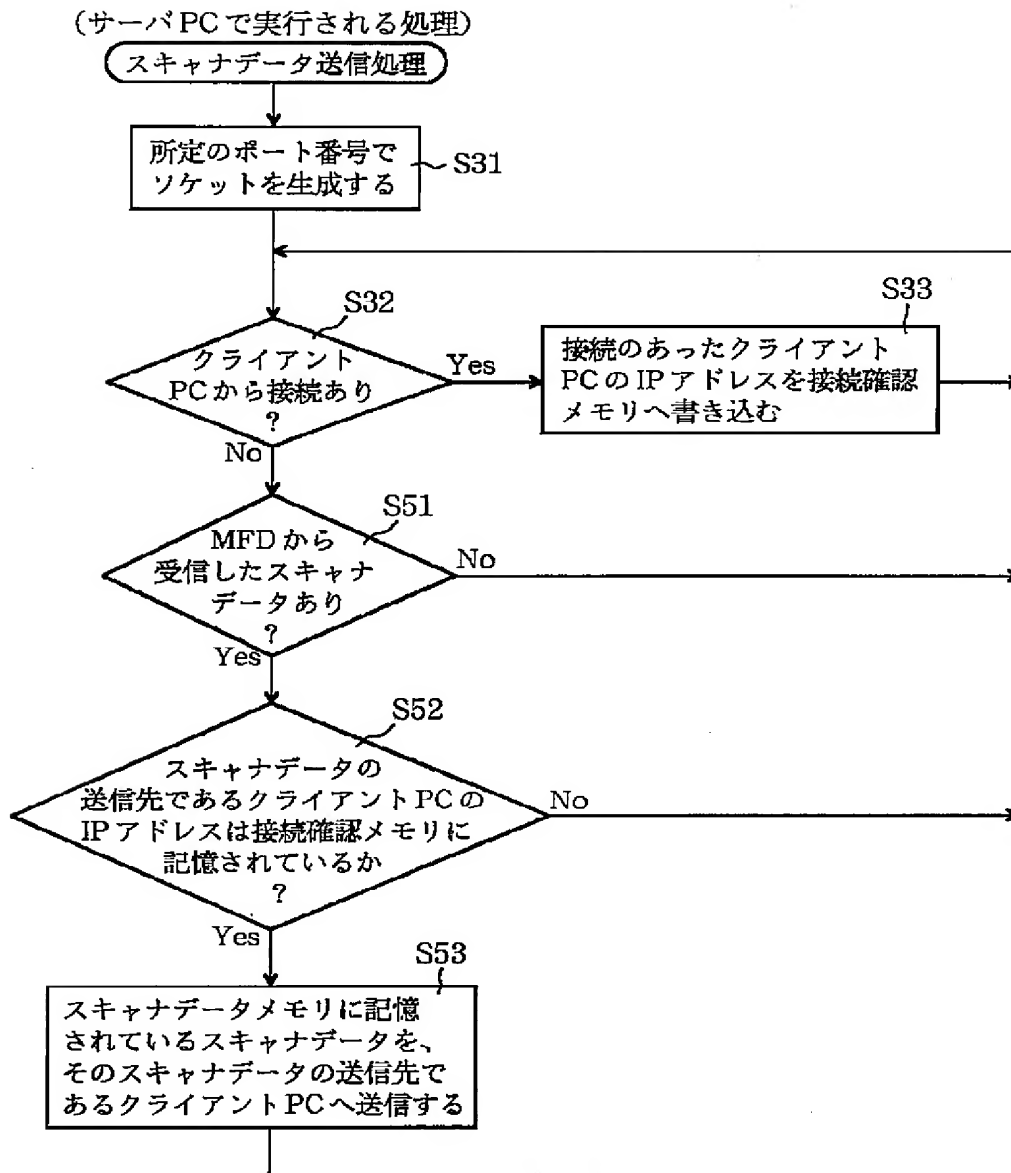 (サーバPCで実行される処理)
スキャナデータ送信処理
所定のポート番号で
ソケットを生成する
S31
S32
クライアント
PCから接続あり
?
Yes
No
S33
接続のあったクライアント
PCのIPアドレスを接続確認
メモリへ書き込む
S51
MFDから
受信したスキャナ
データあり
?
No
Yes
S52
スキャナデータの
送信先であるクライアントPCの
IPアドレスは接続確認メモリに
記憶されているか
?
No
Yes
S53
スキャナデータメモリに記憶
されているスキャナデータを、
そのスキャナデータの送信先で
あるクライアントPCへ送信する